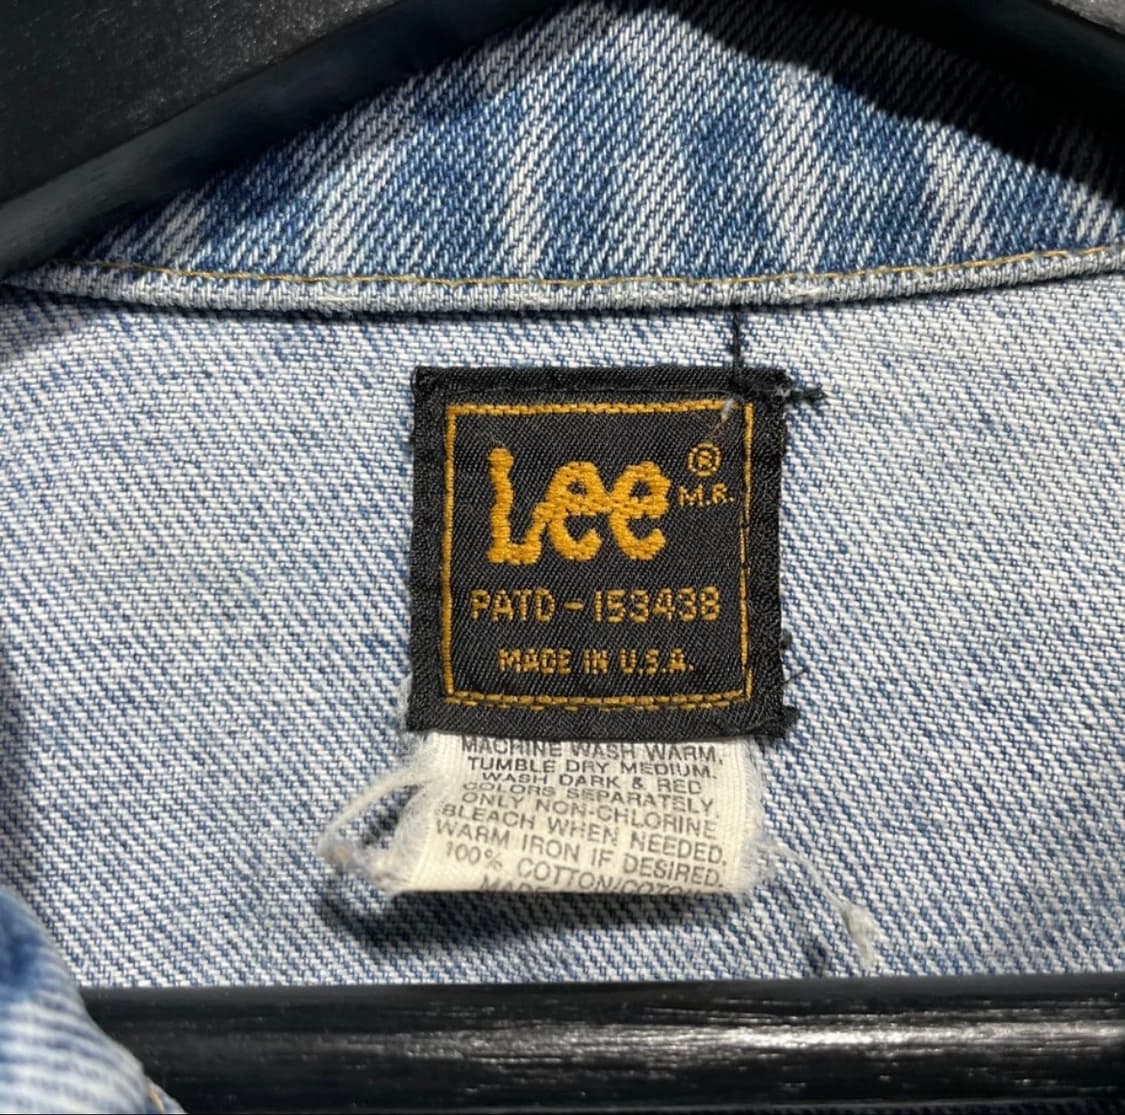 Lee®
M.R.
PATD-153438
MADE IN U.S.A.
MACHINE WASH WARM.
TUMBLE DRY MEDIUM.
WASH DARK & RED
COLORS SEPARATELY.
ONLY NON-CHLORINE
BLEACH WHEN NEEDED.
WARM IRON IF DESIRED.
100% COTTON/COTON